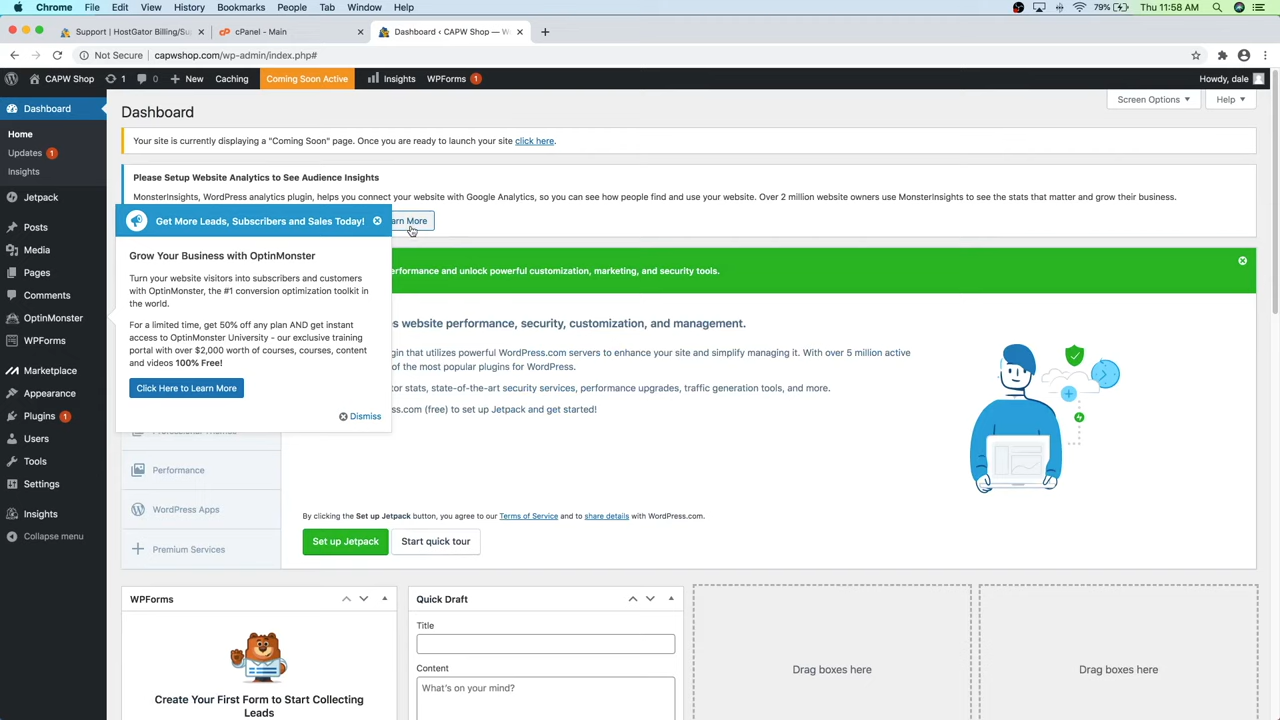 Chrome File Edit View History Bookmarks People Tab Window Help 79% Thu 11:58 AM
Support | HostGator Billing/Su cPanel - Main Dashboard ‹ CAPW Shop — W
Not Secure capwshop.com/wp-admin/index.php#
CAPW Shop 1 0 New Caching Coming Soon Active Insights WPForms 1 Howdy, dale
Dashboard
Home
Updates 1
Insights
Jetpack
Posts
Media
Pages
Comments
OptinMonster
WPForms
Marketplace
Appearance
Plugins 1
Users
Tools
Settings
Insights
Collapse menu
Screen Options Help
Dashboard
Your site is currently displaying a "Coming Soon" page. Once you are ready to launch your site click here.
Please Setup Website Analytics to See Audience Insights
MonsterInsights, WordPress analytics plugin, helps you connect your website with Google Analytics, so you can see how people find and use your website. Over 2 million website owners use MonsterInsights to see the stats that matter and grow their business.
arn More
Get More Leads, Subscribers and Sales Today!
Grow Your Business with OptinMonster
Turn your website visitors into subscribers and customers
with OptinMonster, the #1 conversion optimization toolkit in
the world.
For a limited time, get 50% off any plan AND get instant
access to OptinMonster University - our exclusive training
portal with over $2,000 worth of courses, courses, content
and videos 100% Free!
Click Here to Learn More
Dismiss
erformance and unlock powerful customization, marketing, and security tools.
s website performance, security, customization, and management.
gin that utilizes powerful WordPress.com servers to enhance your site and simplify managing it. With over 5 million active
of the most popular plugins for WordPress.
tor stats, state-of-the-art security services, performance upgrades, traffic generation tools, and more.
ss.com (free) to set up Jetpack and get started!
Performance
WordPress Apps
Premium Services
By clicking the Set up Jetpack button, you agree to our Terms of Service and to share details with WordPress.com.
Set up Jetpack Start quick tour
WPForms
Create Your First Form to Start Collecting
Leads
Quick Draft
Title
Content
What's on your mind?
Drag boxes here
Drag boxes here